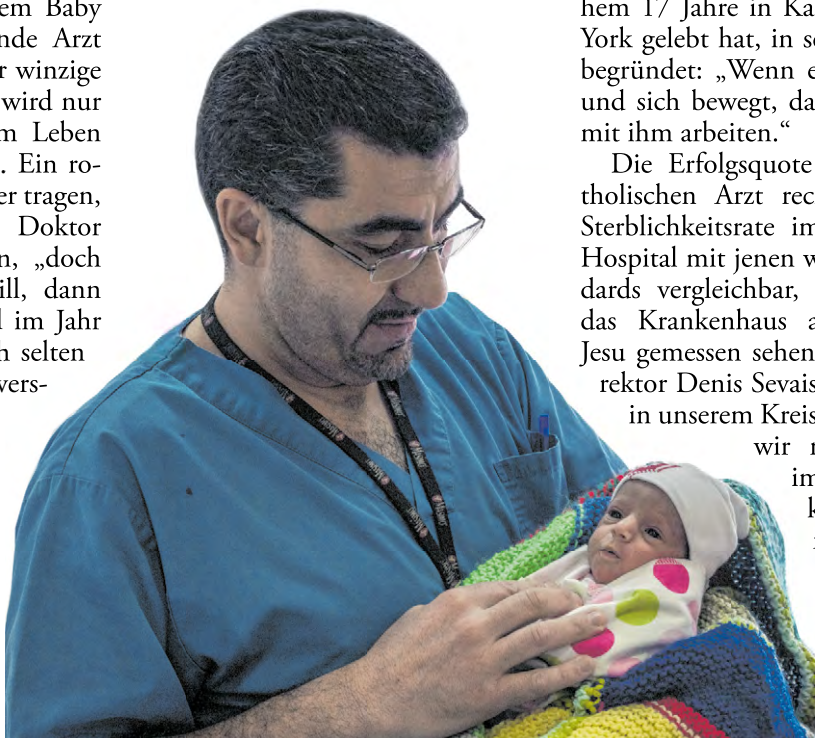 em Baby
nde Arzt
r winzige
wird nur
m Leben
. Ein ro-
er tragen,
Doktor
n, „doch
ill, dann
l im Jahr
h selten
vers-
hem 17 Jahre in Ka
York gelebt hat, in s
begründet: „Wenn e
und sich bewegt, da
mit ihm arbeiten.“
Die Erfolgsquote
tholischen Arzt rec
Sterblichkeitsrate im
Hospital mit jenen w
dards vergleichbar,
das Krankenhaus a
Jesu gemessen sehen
rektor Denis Sevais
in unserem Kreis
wir
im
k